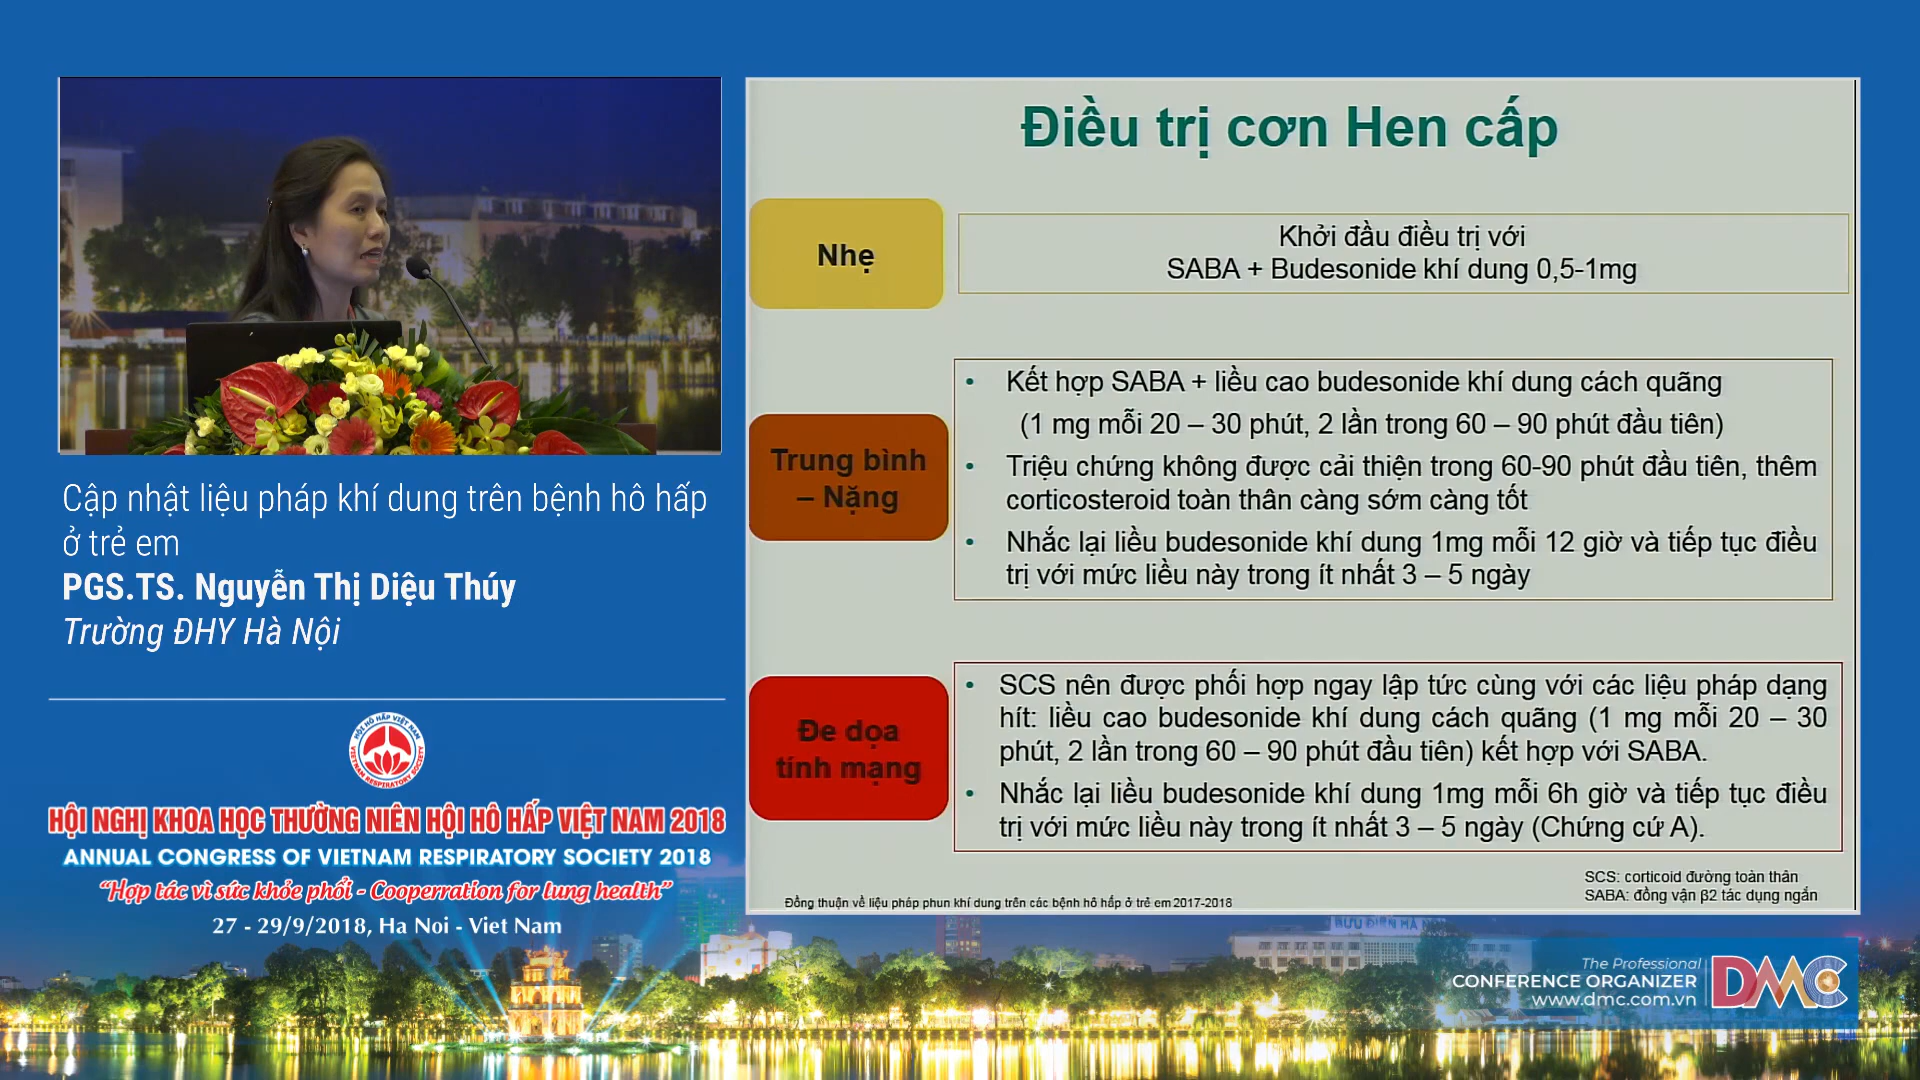 Cập nhật liệu pháp khí dung trên bệnh hô hấp
ở trẻ em
PGS.TS. Nguyễn Thị Diệu Thúy
Trường ĐHY Hà Nội
HỘI HÔ HẤP VIỆT NAM
VIETNAM RESPIRATORY SOCIETY
HỘI NGHỊ KHOA HỌC THƯỜNG NIÊN HỘI HÔ HẤP VIỆT NAM 2018
ANNUAL CONGRESS OF VIETNAM RESPIRATORY SOCIETY 2018
“Hợp tác vì sức khỏe phổi - Cooperration for lung health”
27 - 29/9/2018, Ha Noi - Viet Nam
Điều trị cơn Hen cấp
Nhẹ
Khởi đầu điều trị với
SABA + Budesonide khí dung 0,5-1mg
Trung bình
– Nặng
• Kết hợp SABA + liều cao budesonide khí dung cách quãng
(1 mg mỗi 20 – 30 phút, 2 lần trong 60 – 90 phút đầu tiên)
• Triệu chứng không được cải thiện trong 60-90 phút đầu tiên, thêm
corticosteroid toàn thân càng sớm càng tốt
• Nhắc lại liều budesonide khí dung 1mg mỗi 12 giờ và tiếp tục điều
trị với mức liều này trong ít nhất 3 – 5 ngày
Đe dọa
tính mạng
• SCS nên được phối hợp ngay lập tức cùng với các liệu pháp dạng
hít: liều cao budesonide khí dung cách quãng (1 mg mỗi 20 – 30
phút, 2 lần trong 60 – 90 phút đầu tiên) kết hợp với SABA.
• Nhắc lại liều budesonide khí dung 1mg mỗi 6h giờ và tiếp tục điều
trị với mức liều này trong ít nhất 3 – 5 ngày (Chứng cứ A).
SCS: corticoid đường toàn thân
SABA: đồng vận β2 tác dụng ngắn
Đồng thuận về liệu pháp phun khí dung trên các bệnh hô hấp ở trẻ em 2017-2018
BƯU ĐIỆN HÀ NỘI
The Professional
CONFERENCE ORGANIZER
www.dmc.com.vn
DMC